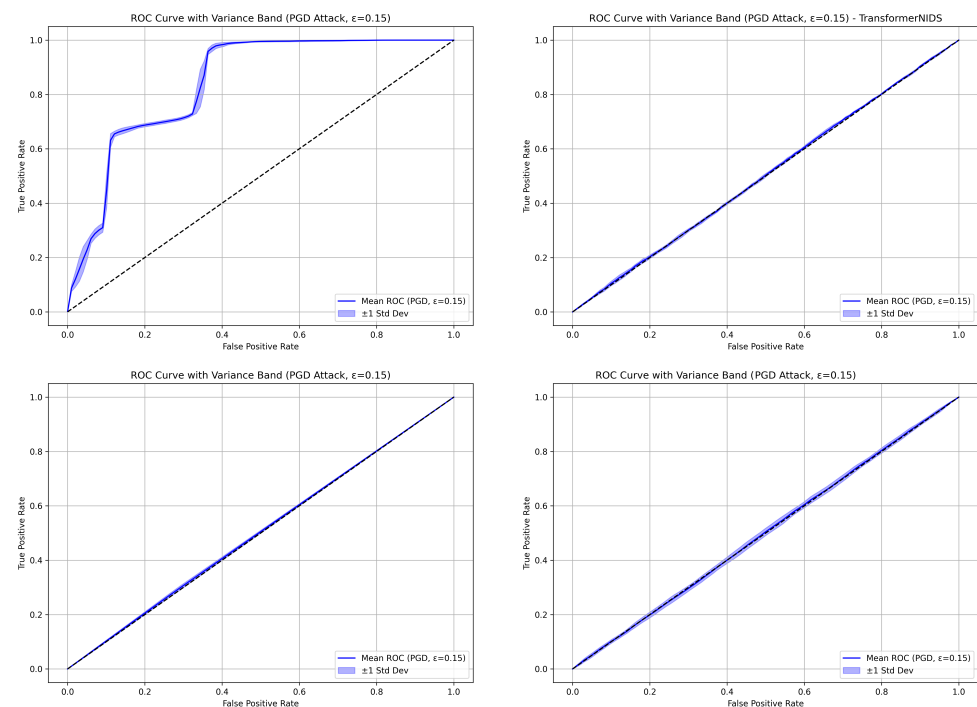 ROC Curve with Variance Band (PGD Attack, ε=0.15)
1.0
0.8
0.6
0.4
0.2
0.0
True Positive Rate
0.0 0.2 0.4 0.6 0.8 1.0
False Positive Rate
Mean ROC (PGD, ε=0.15)
±1 Std Dev
ROC Curve with Variance Band (PGD Attack, ε=0.15) - TransformerNIDS
1.0
0.8
0.6
0.4
0.2
0.0
True Positive Rate
0.0 0.2 0.4 0.6 0.8 1.0
False Positive Rate
Mean ROC (PGD, ε=0.15)
±1 Std Dev
ROC Curve with Variance Band (PGD Attack, ε=0.15)
1.0
0.8
0.6
0.4
0.2
0.0
True Positive Rate
0.0 0.2 0.4 0.6 0.8 1.0
False Positive Rate
Mean ROC (PGD, ε=0.15)
±1 Std Dev
ROC Curve with Variance Band (PGD Attack, ε=0.15)
1.0
0.8
0.6
0.4
0.2
0.0
True Positive Rate
0.0 0.2 0.4 0.6 0.8 1.0
False Positive Rate
Mean ROC (PGD, ε=0.15)
±1 Std Dev